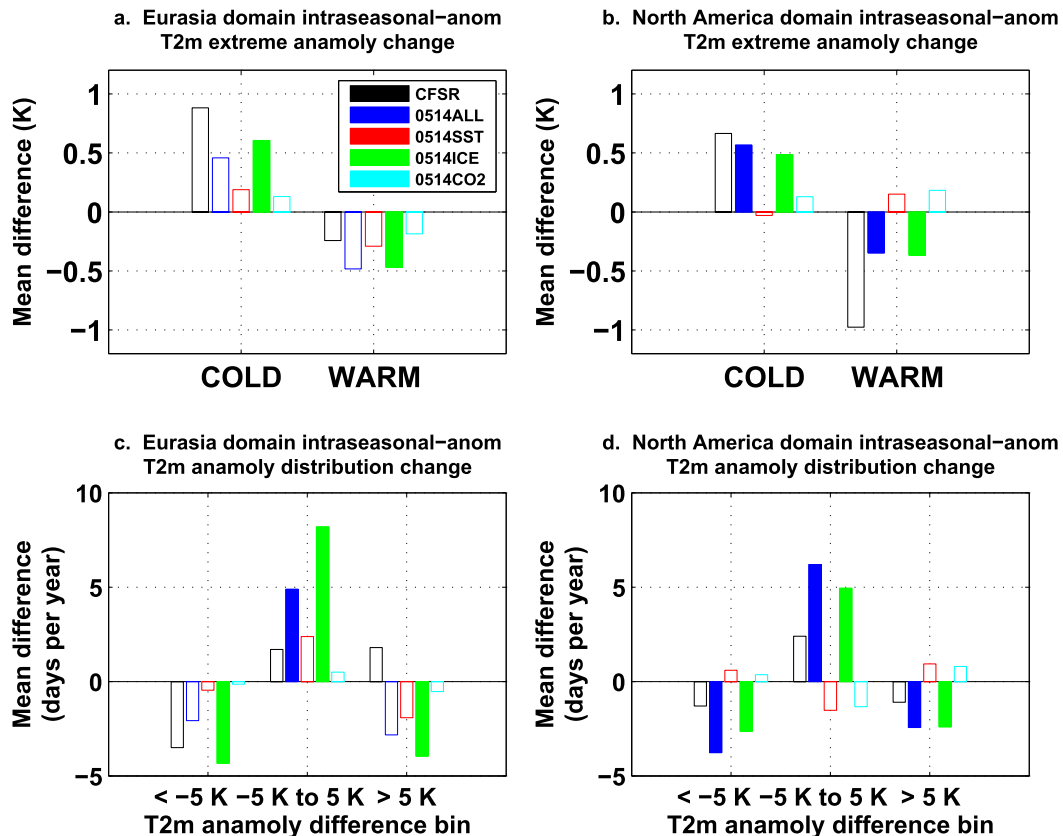 a. Eurasia domain intraseasonal−anom
T2m extreme anamoly change
Mean difference (K)
1
0.5
0
−0.5
−1
CFSR
0514ALL
0514SST
0514ICE
0514CO2
COLD WARM
b. North America domain intraseasonal−anom
T2m extreme anamoly change
Mean difference (K)
1
0.5
0
−0.5
−1
COLD WARM
c. Eurasia domain intraseasonal−anom
T2m anamoly distribution change
Mean difference
(days per year)
10
5
0
−5
< −5 K −5 K to 5 K > 5 K
T2m anamoly difference bin
d. North America domain intraseasonal−anom
T2m anamoly distribution change
Mean difference
(days per year)
10
5
0
−5
< −5 K −5 K to 5 K > 5 K
T2m anamoly difference bin